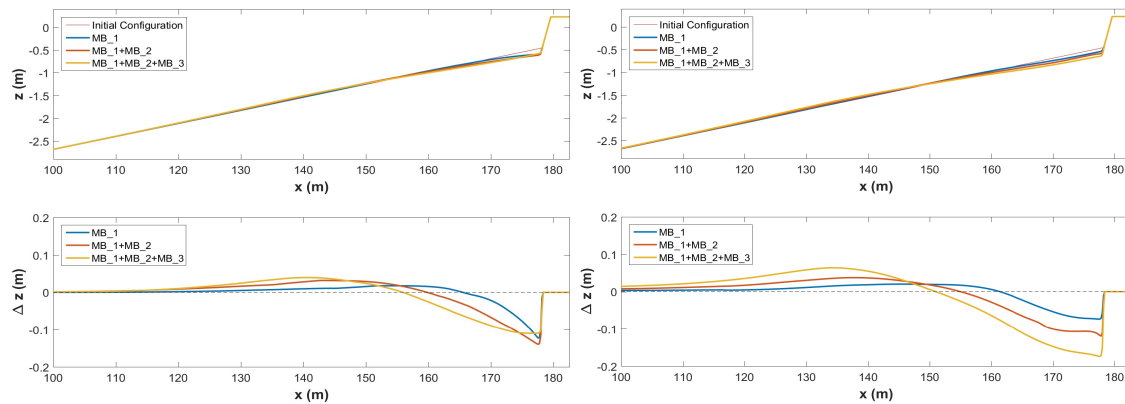 Initial Configuration
MB_1
MB_1+MB_2
MB_1+MB_2+MB_3
z (m)
0
-0.5
-1
-1.5
-2
-2.5
100 110 120 130 140 150 160 170 180
x (m)
Initial Configuration
MB_1
MB_1+MB_2
MB_1+MB_2+MB_3
z (m)
0
-0.5
-1
-1.5
-2
-2.5
100 110 120 130 140 150 160 170 180
x (m)
MB_1
MB_1+MB_2
MB_1+MB_2+MB_3
Δ z (m)
0.2
0.1
0
-0.1
-0.2
100 110 120 130 140 150 160 170 180
x (m)
MB_1
MB_1+MB_2
MB_1+MB_2+MB_3
Δ z (m)
0.2
0.1
0
-0.1
-0.2
100 110 120 130 140 150 160 170 180
x (m)